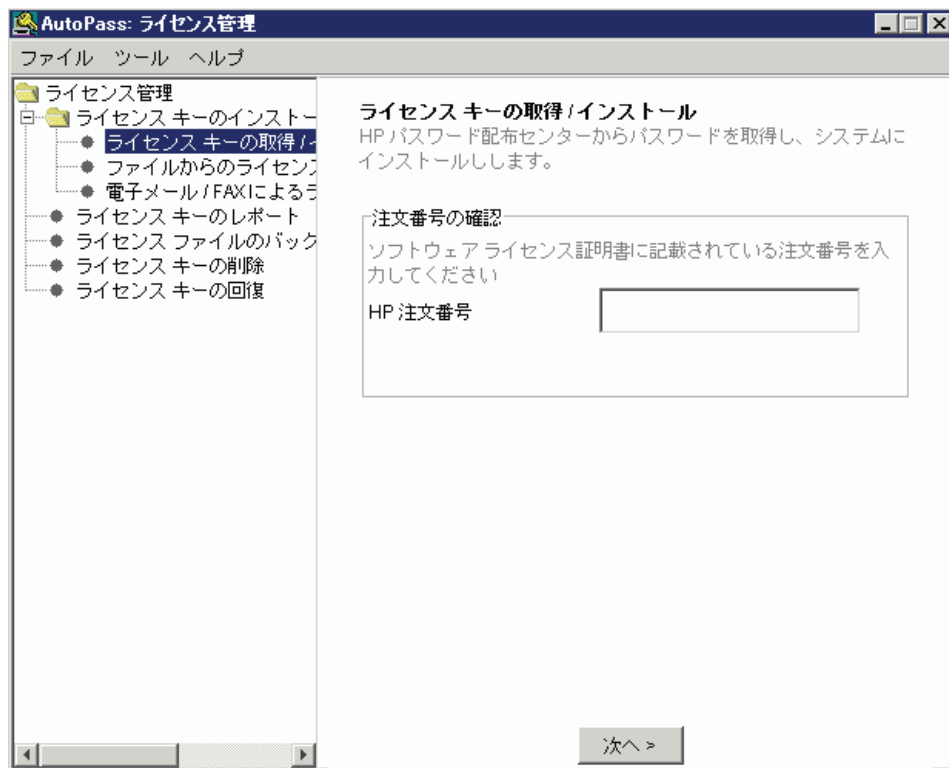 AutoPass: ライセンス管理
ファイル ツール ヘルプ
ライセンス管理
ライセンス キーのインストー
ライセンス キーの取得 /
ファイルからのライセン
電子メール / FAXによる
ライセンス キーのレポート
ライセンス ファイルのバック
ライセンス キーの削除
ライセンス キーの回復
ライセンス キーの取得 / インストール
HP パスワード配布センターからパスワードを取得し、システムに
インストールしします。
注文番号の確認
ソフトウェア ライセンス証明書に記載されている注文番号を入
力してください
HP 注文番号
次へ >